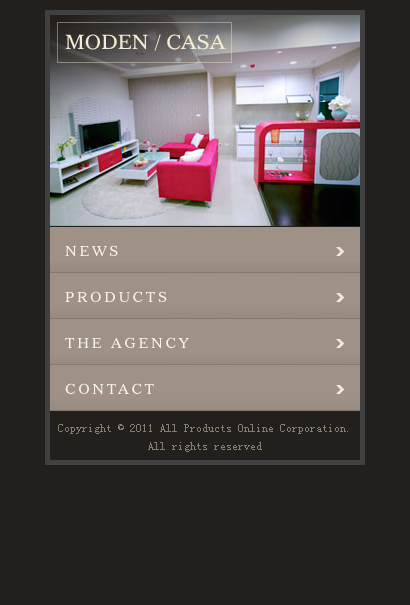 MODEN / CASA
NEWS
PRODUCTS
THE AGENCY
CONTACT
Copyright © 2011 All Products Online Corporation.
All rights reserved